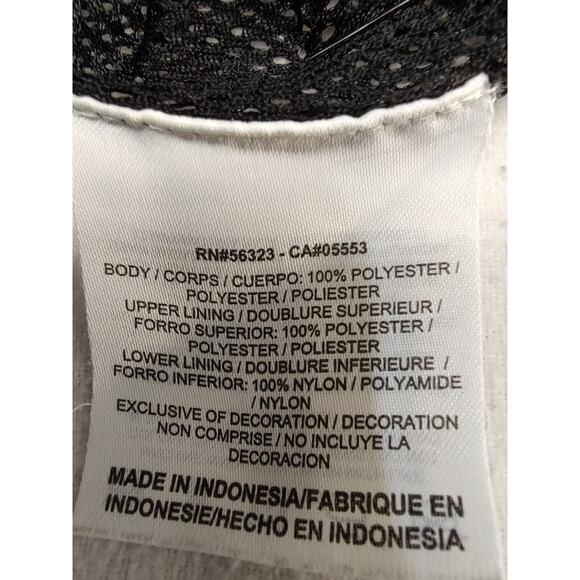 RN#56323 - CA#05553
BODY / CORPS / CUERPO: 100% POLYESTER /
POLYESTER / POLIESTER
UPPER LINING / DOUBLURE SUPERIEUR /
FORRO SUPERIOR: 100% POLYESTER /
POLYESTER / POLIESTER
LOWER LINING / DOUBLURE INFERIEURE /
FORRO INFERIOR: 100% NYLON / POLYAMIDE
/ NYLON
EXCLUSIVE OF DECORATION / DECORATION
NON COMPRISE / NO INCLUYE LA
DECORACION
MADE IN INDONESIA/FABRIQUE EN
INDONESIE/HECHO EN INDONESIA